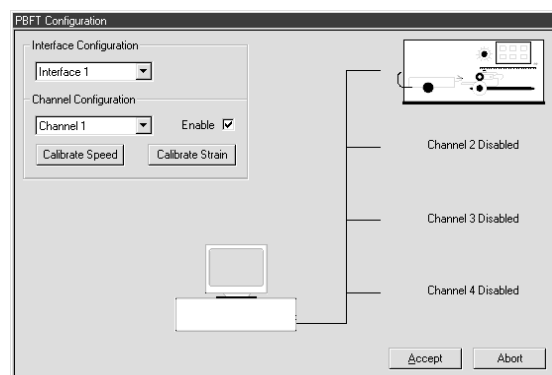 PBFT Configuration
Interface Configuration
Interface 1
Channel Configuration
Channel 1
Enable
Calibrate Speed
Calibrate Strain
Channel 2 Disabled
Channel 3 Disabled
Channel 4 Disabled
Accept
Abort